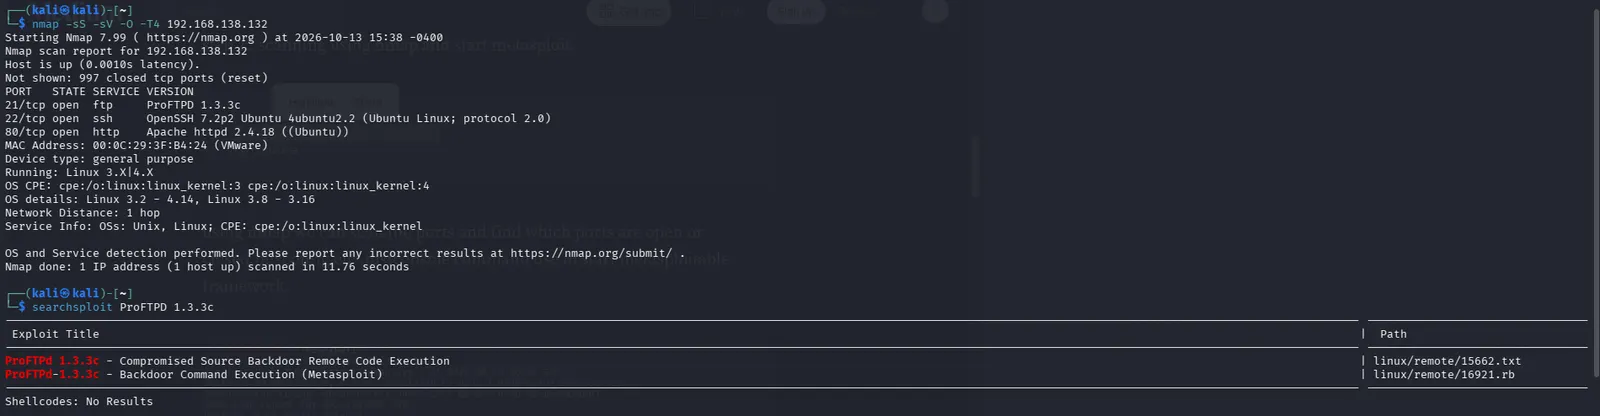 ┌──(kali㉿kali)-[~]
└─$ nmap -sS -sV -O -T4 192.168.138.132
Starting Nmap 7.99 ( https://nmap.org ) at 2026-10-13 15:38 -0400
Nmap scan report for 192.168.138.132
Host is up (0.0010s latency).
Not shown: 997 closed tcp ports (reset)
PORT   STATE SERVICE VERSION
21/tcp open  ftp     ProFTPD 1.3.3c
22/tcp open  ssh     OpenSSH 7.2p2 Ubuntu 4ubuntu2.2 (Ubuntu Linux; protocol 2.0)
80/tcp open  http    Apache httpd 2.4.18 ((Ubuntu))
MAC Address: 00:0C:29:3F:B4:24 (VMware)
Device type: general purpose
Running: Linux 3.X|4.X
OS CPE: cpe:/o:linux:linux_kernel:3 cpe:/o:linux:linux_kernel:4
OS details: Linux 3.2 - 4.14, Linux 3.8 - 3.16
Network Distance: 1 hop
Service Info: OSs: Unix, Linux; CPE: cpe:/o:linux:linux_kernel
OS and Service detection performed. Please report any incorrect results at https://nmap.org/submit/ .
Nmap done: 1 IP address (1 host up) scanned in 11.76 seconds
┌──(kali㉿kali)-[~]
└─$ searchsploit ProFTPD 1.3.3c
Exploit Title | Path
ProFTPd 1.3.3c - Compromised Source Backdoor Remote Code Execution | linux/remote/15662.txt
ProFTPd-1.3.3c - Backdoor Command Execution (Metasploit) | linux/remote/16921.rb
Shellcodes: No Results